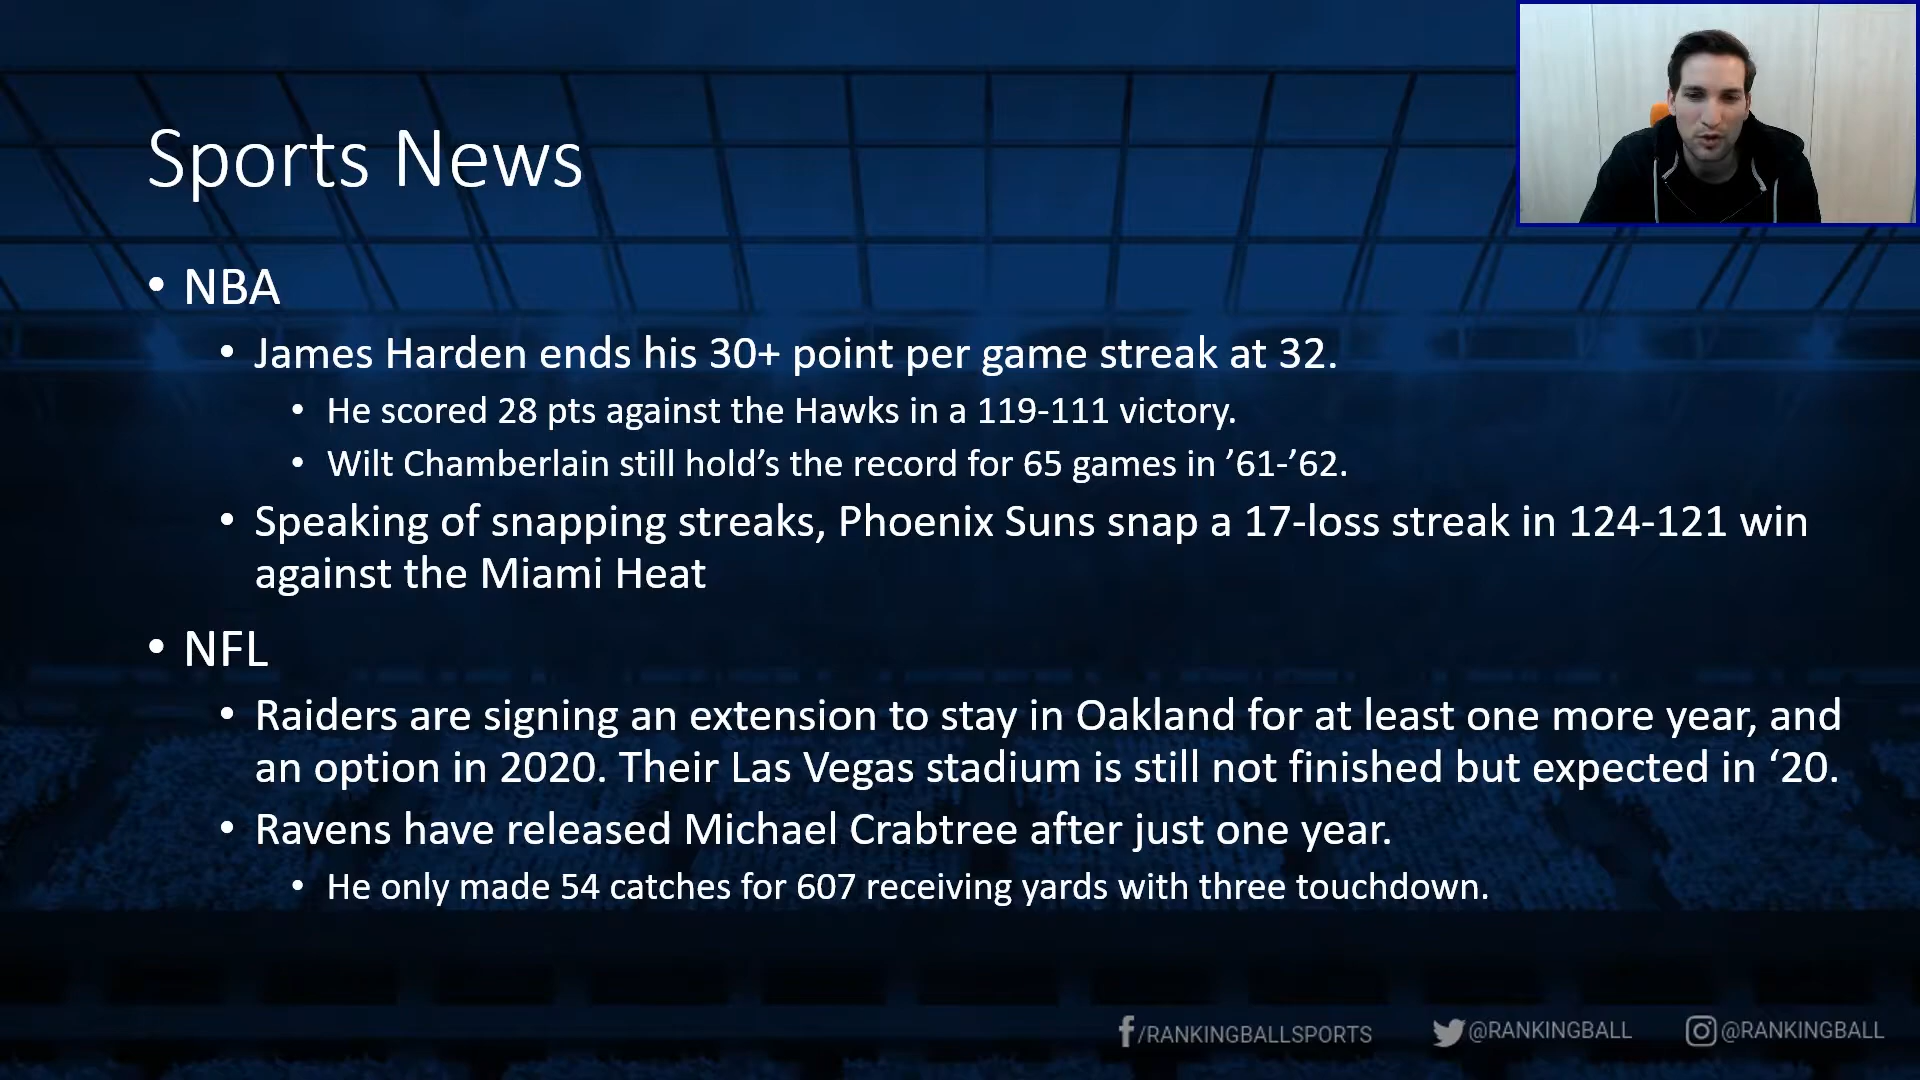 Sports News
• NBA
• James Harden ends his 30+ point per game streak at 32.
• He scored 28 pts against the Hawks in a 119-111 victory.
• Wilt Chamberlain still hold’s the record for 65 games in ’61-’62.
• Speaking of snapping streaks, Phoenix Suns snap a 17-loss streak in 124-121 win
against the Miami Heat
• NFL
• Raiders are signing an extension to stay in Oakland for at least one more year, and
an option in 2020. Their Las Vegas stadium is still not finished but expected in ‘20.
• Ravens have released Michael Crabtree after just one year.
• He only made 54 catches for 607 receiving yards with three touchdown.
/RANKINGBALLSPORTS @RANKINGBALL @RANKINGBALL